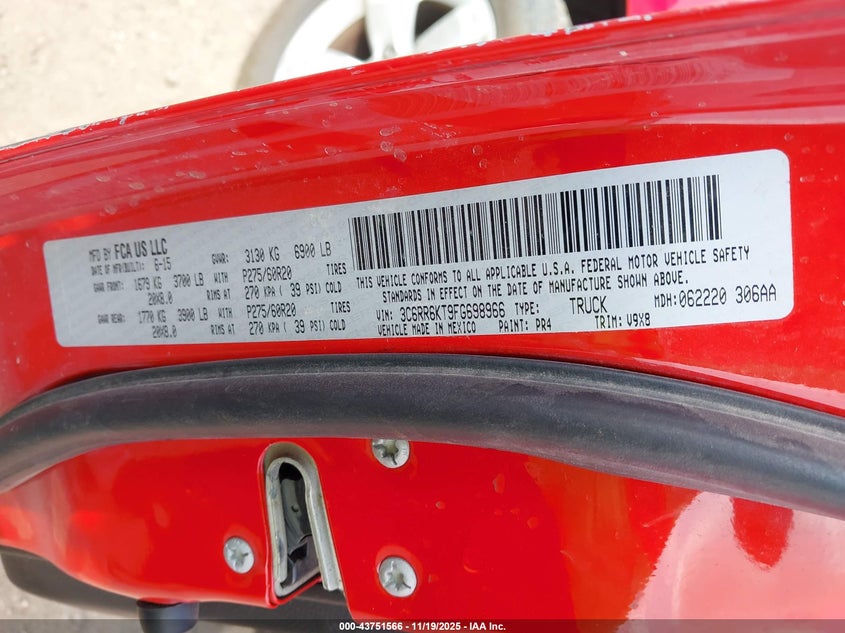 MFD BY FCA US LLC
DATE OF MFR(BUILT): 6-15
GVWR: 3130 KG 6900 LB
GAWR FRONT: 1679 KG 3700 LB WITH P275/60R20 TIRES
20X8.0 RIMS AT 270 KPA ( 39 PSI) COLD
GAWR REAR: 1770 KG 3900 LB WITH P275/60R20 TIRES
20X8.0 RIMS AT 270 KPA ( 39 PSI) COLD
THIS VEHICLE CONFORMS TO ALL APPLICABLE U.S.A. FEDERAL MOTOR VEHICLE SAFETY
STANDARDS IN EFFECT ON THE DATE OF MANUFACTURE SHOWN ABOVE.
VIN: 3C6RR6KT9FG698966 TYPE: TRUCK MDH: 062220 306AA
VEHICLE MADE IN MEXICO PAINT: PR4 TRIM: V9X8
000-43751566 | 11/19/2025 - IAA Inc.